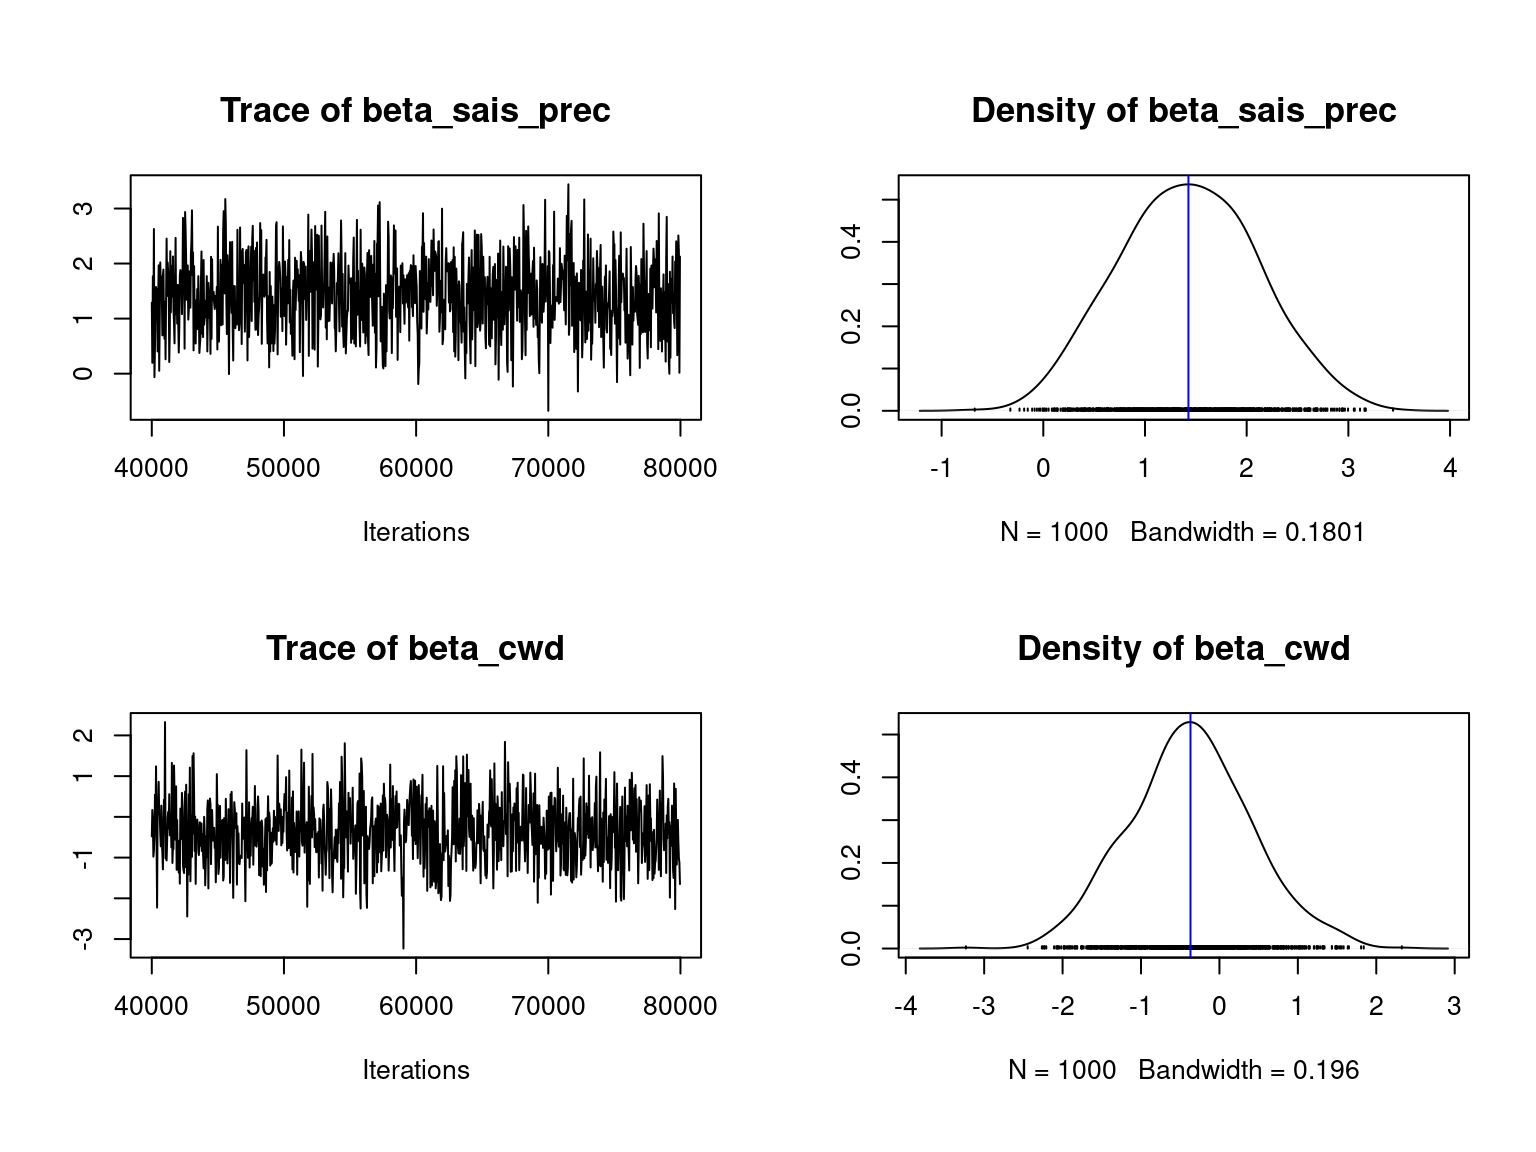 Trace of beta_sais_prec
3
2
1
0
40000 50000 60000 70000 80000
Iterations
Density of beta_sais_prec
0.4
0.2
0.0
-1 0 1 2 3 4
N = 1000 Bandwidth = 0.1801
Trace of beta_cwd
2
1
-1
-3
40000 50000 60000 70000 80000
Iterations
Density of beta_cwd
0.4
0.2
0.0
-4 -3 -2 -1 0 1 2 3
N = 1000 Bandwidth = 0.196